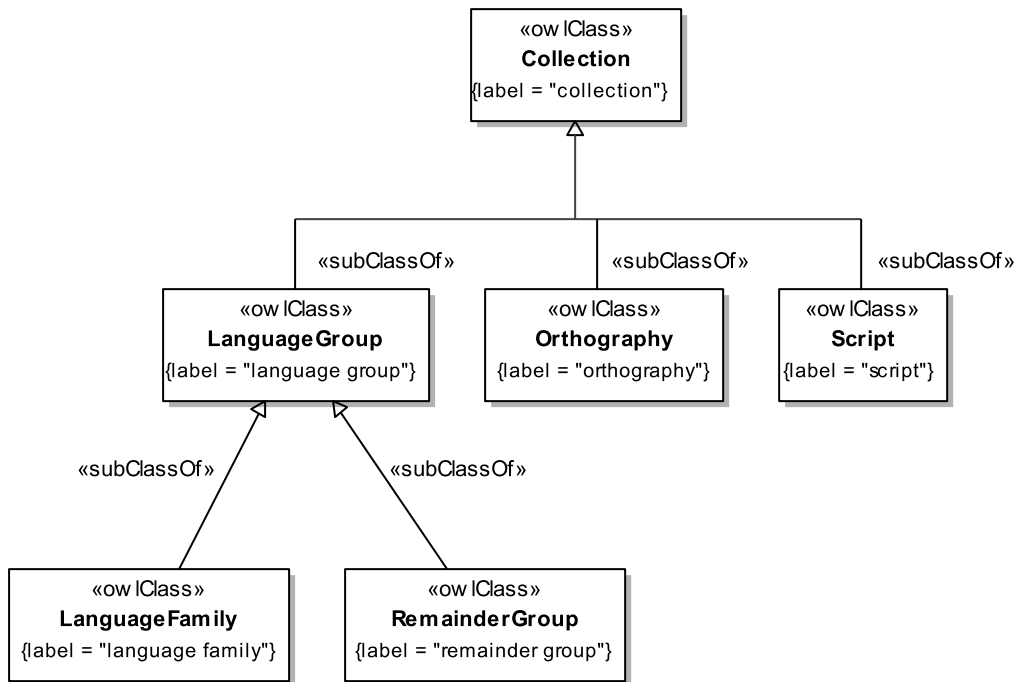 «owlClass»
Collection
{label = "collection"}
«subClassOf»
«subClassOf»
«subClassOf»
«owlClass»
LanguageGroup
{label = "language group"}
«owlClass»
Orthography
{label = "orthography"}
«owlClass»
Script
{label = "script"}
«subClassOf»
«subClassOf»
«owlClass»
LanguageFamily
{label = "language family"}
«owlClass»
RemainderGroup
{label = "remainder group"}